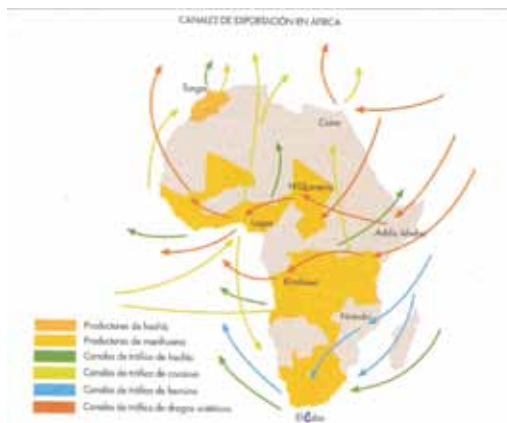 CANALES DE EXPORTACIÓN EN ÁFRICA
Tánger
Cairo
N'Djamena
Lagos
Addis Abeba
Kinshasa
Nairobi
El Cabo
Productores de hachís
Productores de marihuana
Canales de tráfico de hachís
Canales de tráfico de cocaína
Canales de tráfico de heroína
Canales de tráfico de drogas sintéticas